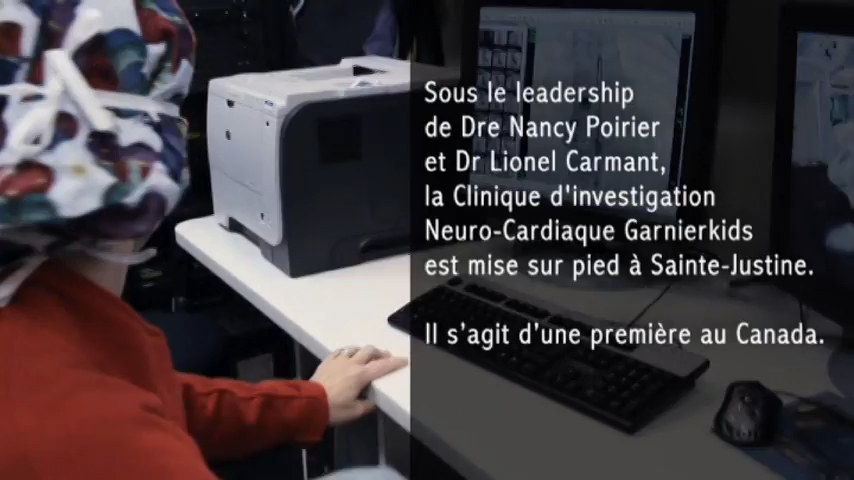 Sous le leadership
de Dre Nancy Poirier
et Dr Lionel Carmant,
la Clinique d'investigation
Neuro-Cardiaque Garnierkids
est mise sur pied à Sainte-Justine.
Il s’agit d’une première au Canada.